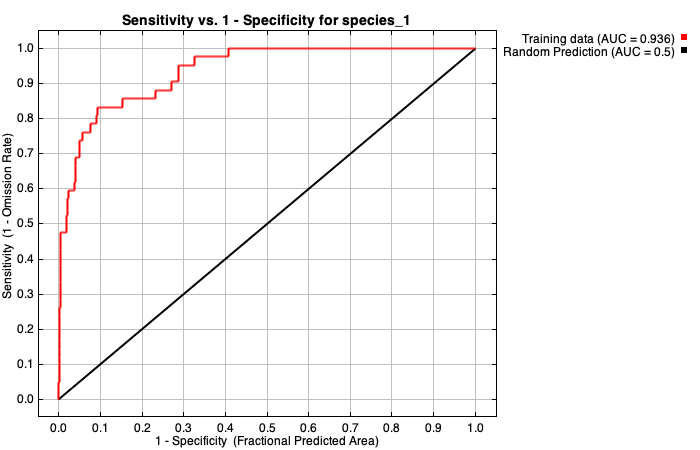 Sensitivity vs. 1 - Specificity for species_1
Training data (AUC = 0.936)
Random Prediction (AUC = 0.5)
Sensitivity (1 - Omission Rate)
1.0
0.9
0.8
0.7
0.6
0.5
0.4
0.3
0.2
0.1
0.0
0.0 0.1 0.2 0.3 0.4 0.5 0.6 0.7 0.8 0.9 1.0
1 - Specificity (Fractional Predicted Area)